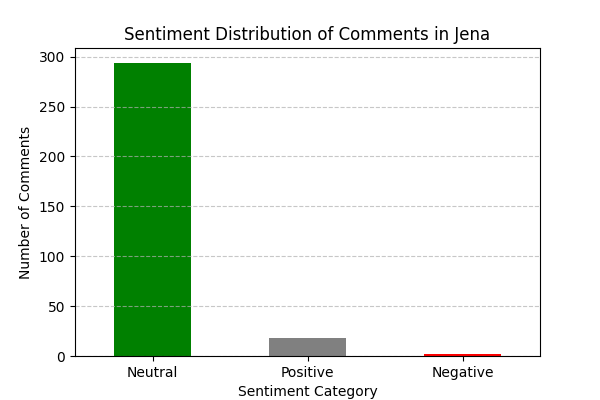 Sentiment Distribution of Comments in Jena
Number of Comments
300
250
200
150
100
50
0
Neutral
Positive
Negative
Sentiment Category